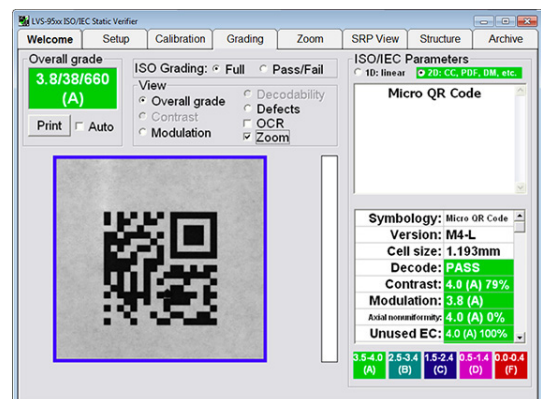 LVS-95xx ISO/IEC Static Verifier
Welcome Setup Calibration Grading Zoom SRP View Structure Archive
Overall grade
3.8/38/660
(A)
Print Auto
ISO Grading: Full Pass/Fail
View
Overall grade
Contrast
Modulation
Decodability
Defects
OCR
Zoom
ISO/IEC Parameters
1D: linear 2D: CC, PDF, DM, etc.
Micro QR Code
Symbology: Micro QR Code
Version: M4-L
Cell size: 1.193mm
Decode: PASS
Contrast: 4.0 (A) 79%
Modulation: 3.8 (A)
Axial nonuniformity: 4.0 (A) 0%
Unused EC: 4.0 (A) 100%
3.5-4.0 2.5-3.4 1.5-2.4 0.5-1.4 0.0-0.4
(A) (B) (C) (D) (F)